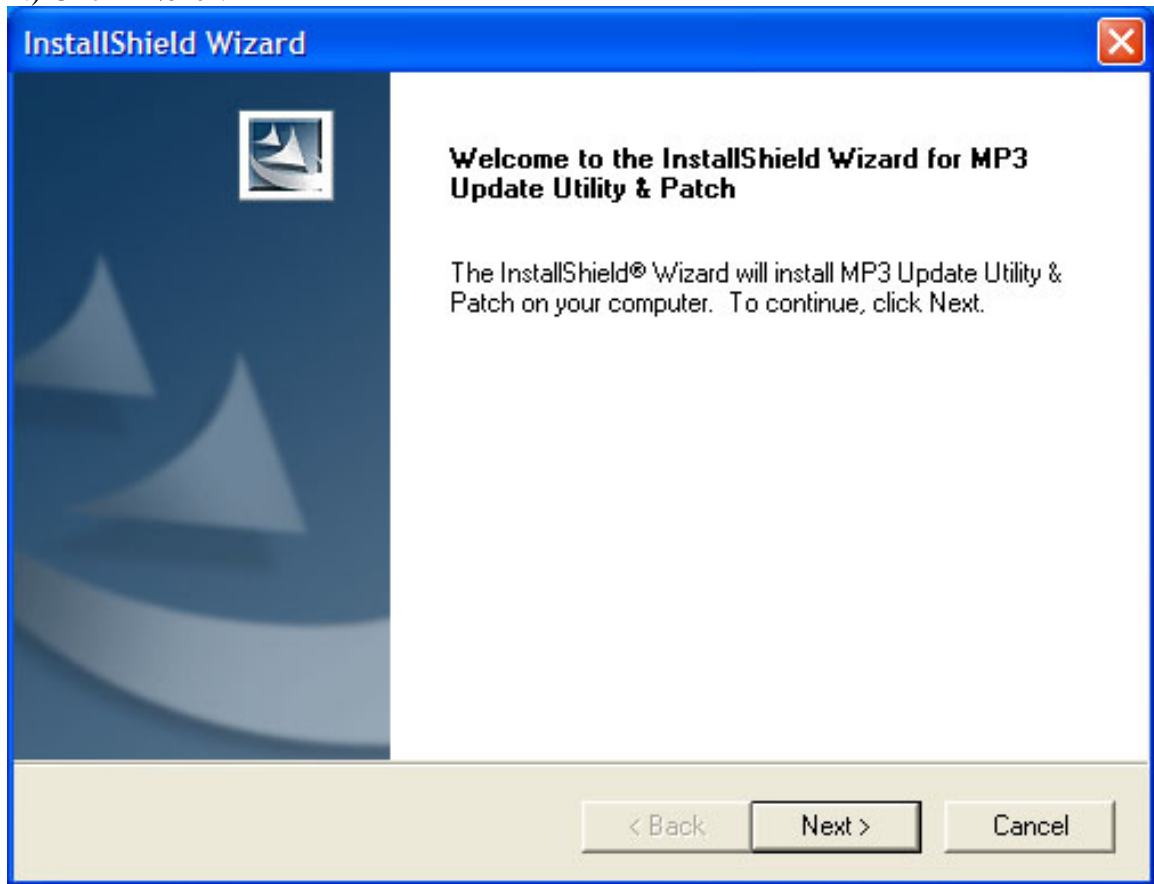 InstallShield Wizard
Welcome to the InstallShield Wizard for MP3
Update Utility & Patch
The InstallShield® Wizard will install MP3 Update Utility &
Patch on your computer.  To continue, click Next.
< Back
Next >
Cancel